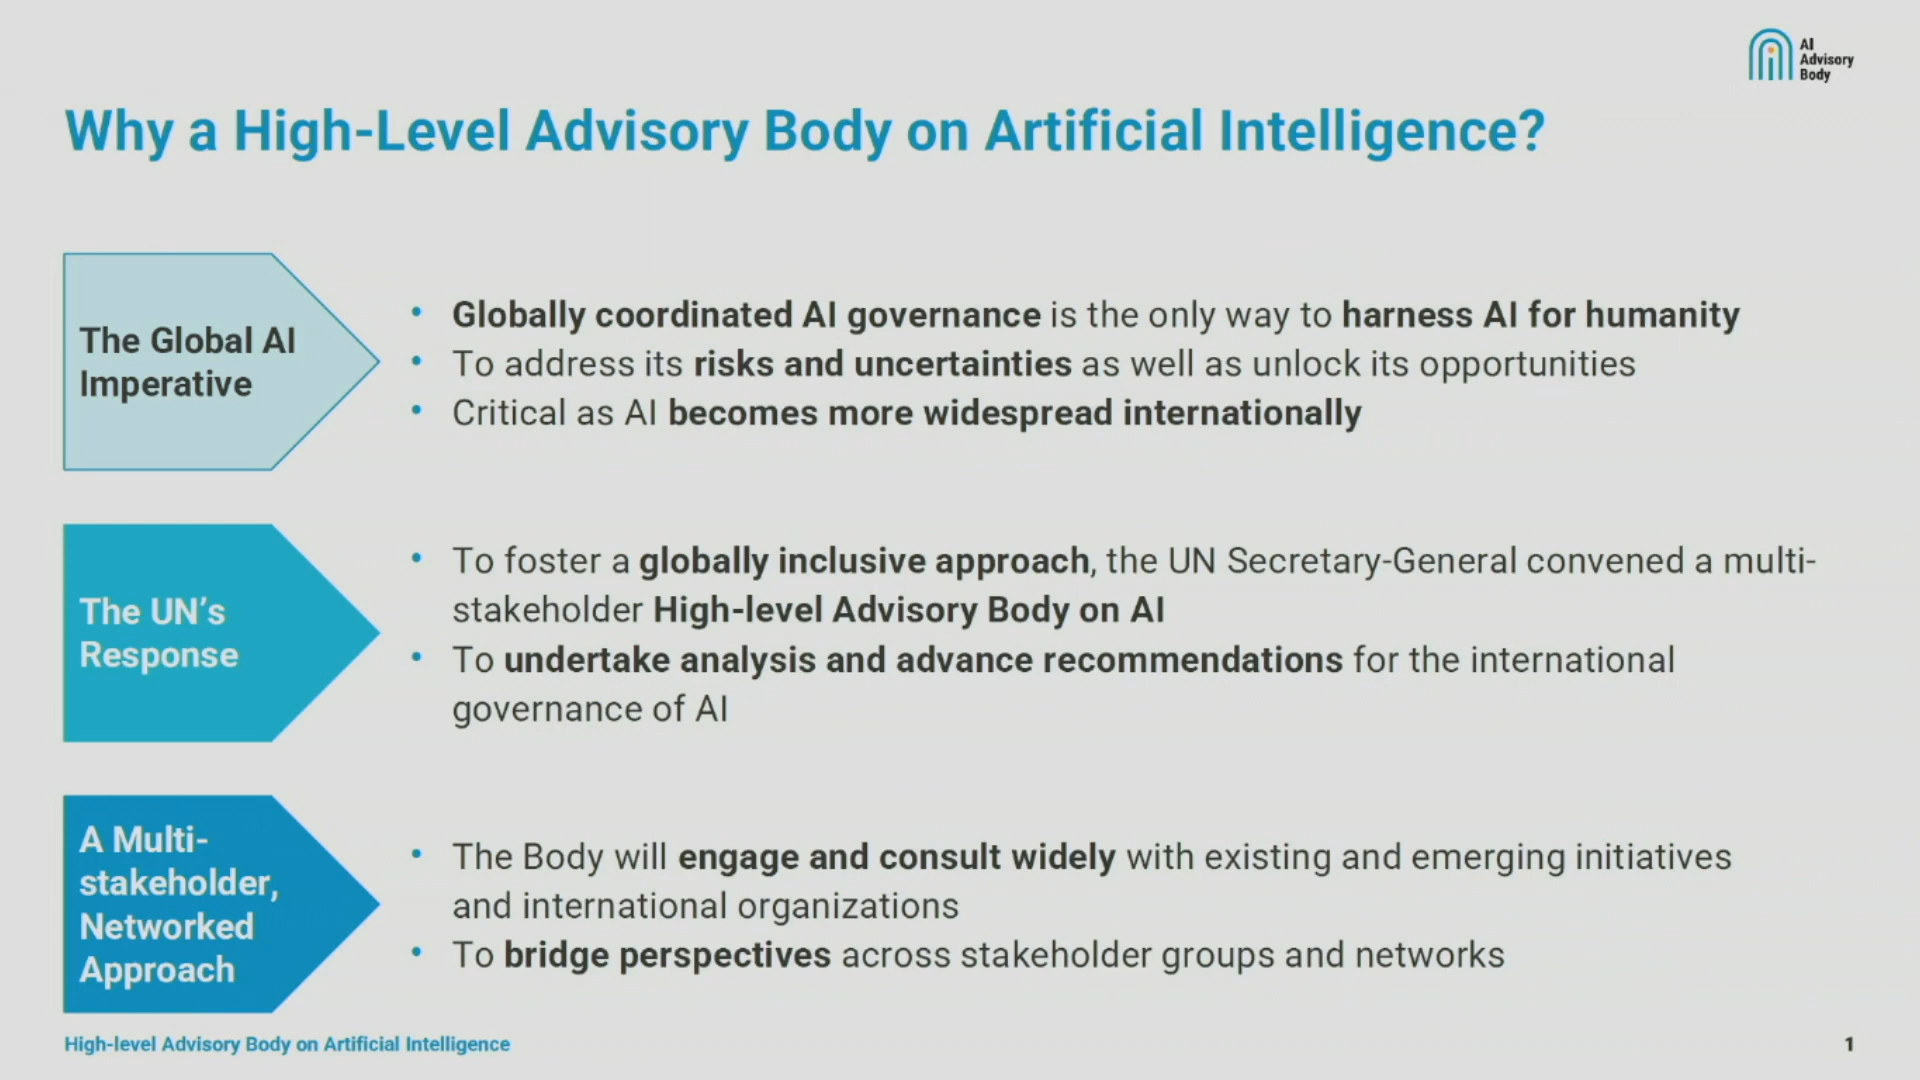 AI
Advisory
Body
Why a High-Level Advisory Body on Artificial Intelligence?
The Global AI
Imperative
• Globally coordinated AI governance is the only way to harness AI for humanity
• To address its risks and uncertainties as well as unlock its opportunities
• Critical as AI becomes more widespread internationally
The UN’s
Response
• To foster a globally inclusive approach, the UN Secretary-General convened a multi-
stakeholder High-level Advisory Body on AI
• To undertake analysis and advance recommendations for the international
governance of AI
A Multi-
stakeholder,
Networked
Approach
• The Body will engage and consult widely with existing and emerging initiatives
and international organizations
• To bridge perspectives across stakeholder groups and networks
High-level Advisory Body on Artificial Intelligence
1